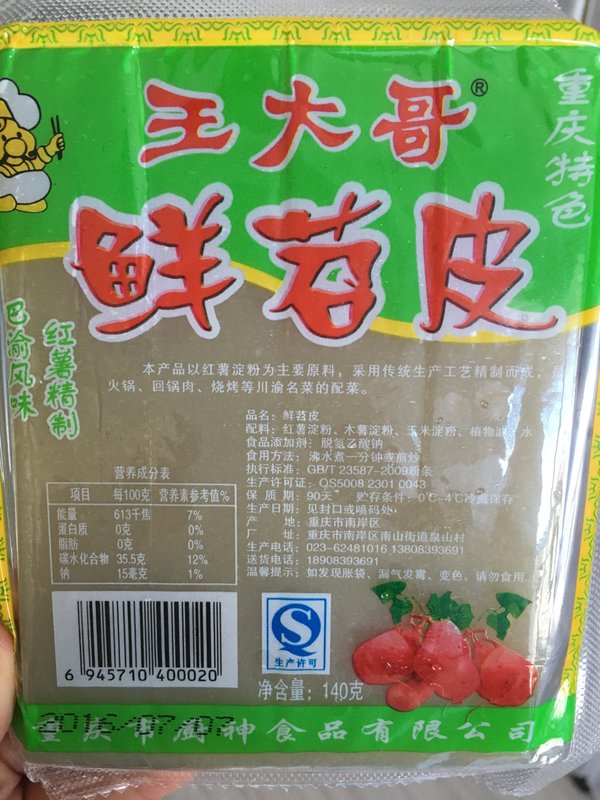 王大哥®
重庆特色
鲜苕皮
巴渝风味
红薯精制
本产品以红薯淀粉为主要原料，采用传统生产工艺精制而成，是
火锅、回锅肉、烧烤等川渝名菜的配菜。
品名：鲜苕皮
配料：红薯淀粉、木薯淀粉、玉米淀粉、植物油、水
食品添加剂：脱氢乙酸钠
食用方法：沸水煮一分钟或煎炒
执行标准：GB/T 23587-2009粉条
生产许可证：QS5008 2301 0043
保 质 期：90天 贮存条件：0℃-4℃冷藏保存
生产日期：见封口或喷码处
产 地：重庆市南岸区
厂 址：重庆市南岸区南山街道泉山村
生产电话：023-62481016 13808393691
送货电话：18908393691
温馨提示：如发现胀袋、漏气发霉、变色、请勿食用
营养成分表
项目 每100克 营养素参考值%
能量 613千焦 7%
蛋白质 0克 0%
脂肪 0克 0%
碳水化合物 35.5克 12%
钠 15毫克 1%
6 945710 400020
QS
生产许可
净含量：140克
2016/07/07
重庆市厨神食品有限公司